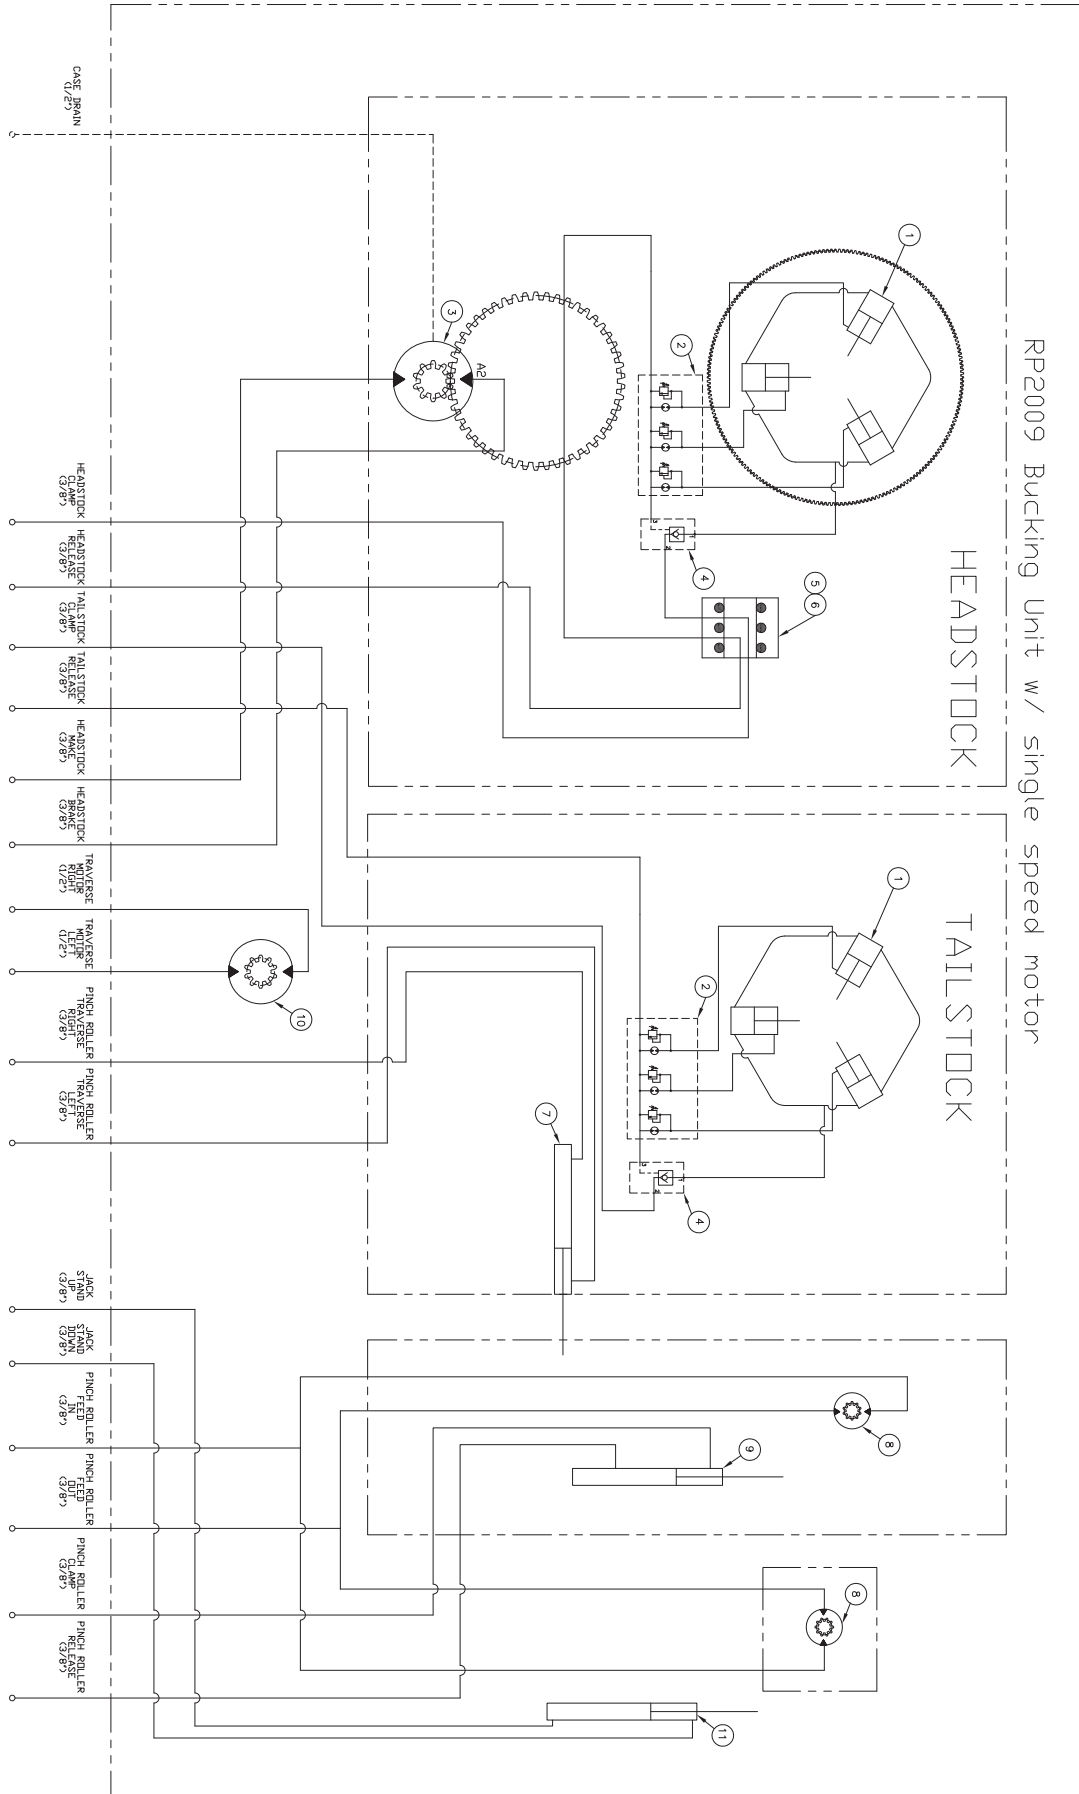 RP2009 Bucking Unit w/ single speed motor
HEADSTOCK
TAILSTOCK
1
1
2
2
3
A2
4
4
5
6
7
8
8
9
10
11
CASE DRAIN
(1/2")
HEADSTOCK
CLAMP
(3/8")
HEADSTOCK
RELEASE
(3/8")
TAILSTOCK
CLAMP
(3/8")
TAILSTOCK
RELEASE
(3/8")
HEADSTOCK
MAKE
(3/8")
HEADSTOCK
BRAKE
(3/8")
TRAVERSE
MOTOR
RIGHT
(1/2")
TRAVERSE
MOTOR
LEFT
(1/2")
PINCH ROLLER
TRAVERSE
RIGHT
(3/8")
PINCH ROLLER
TRAVERSE
LEFT
(3/8")
JACK
STAND
UP
(3/8")
JACK
STAND
DOWN
(3/8")
PINCH ROLLER
FEED
IN
(3/8")
PINCH ROLLER
FEED
OUT
(3/8")
PINCH ROLLER
CLAMP
(3/8")
PINCH ROLLER
RELEASE
(3/8")